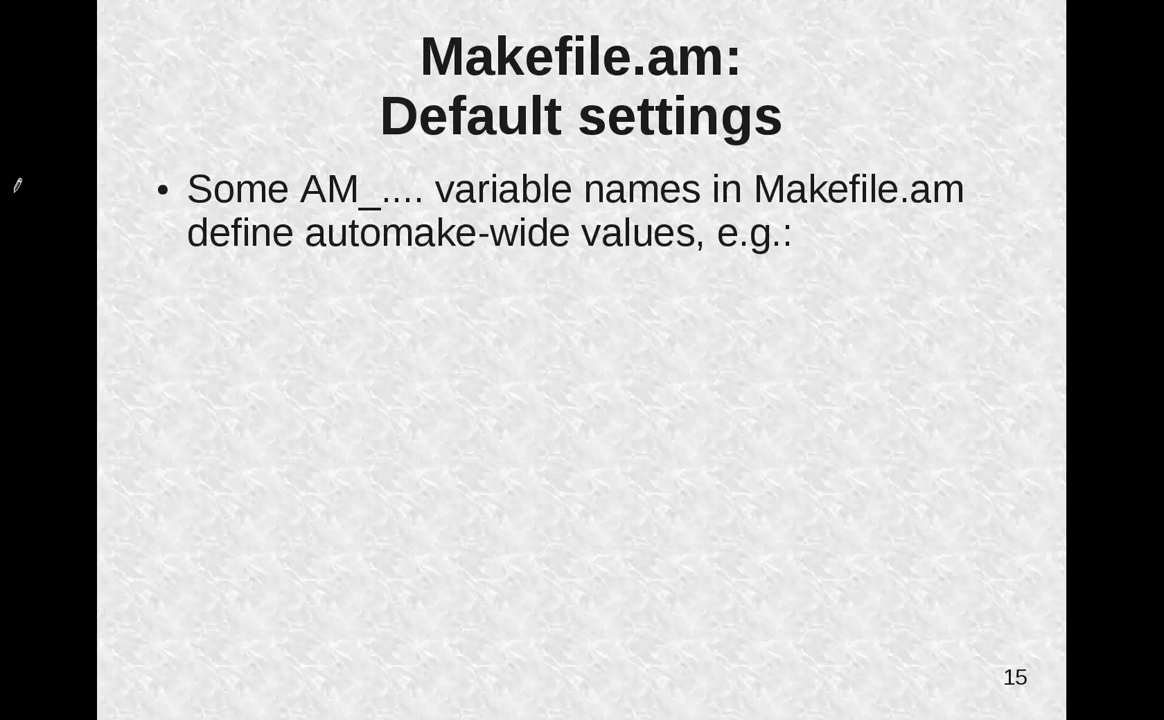 Makefile.am:
Default settings
• Some AM_.... variable names in Makefile.am
define automake-wide values, e.g.:
15